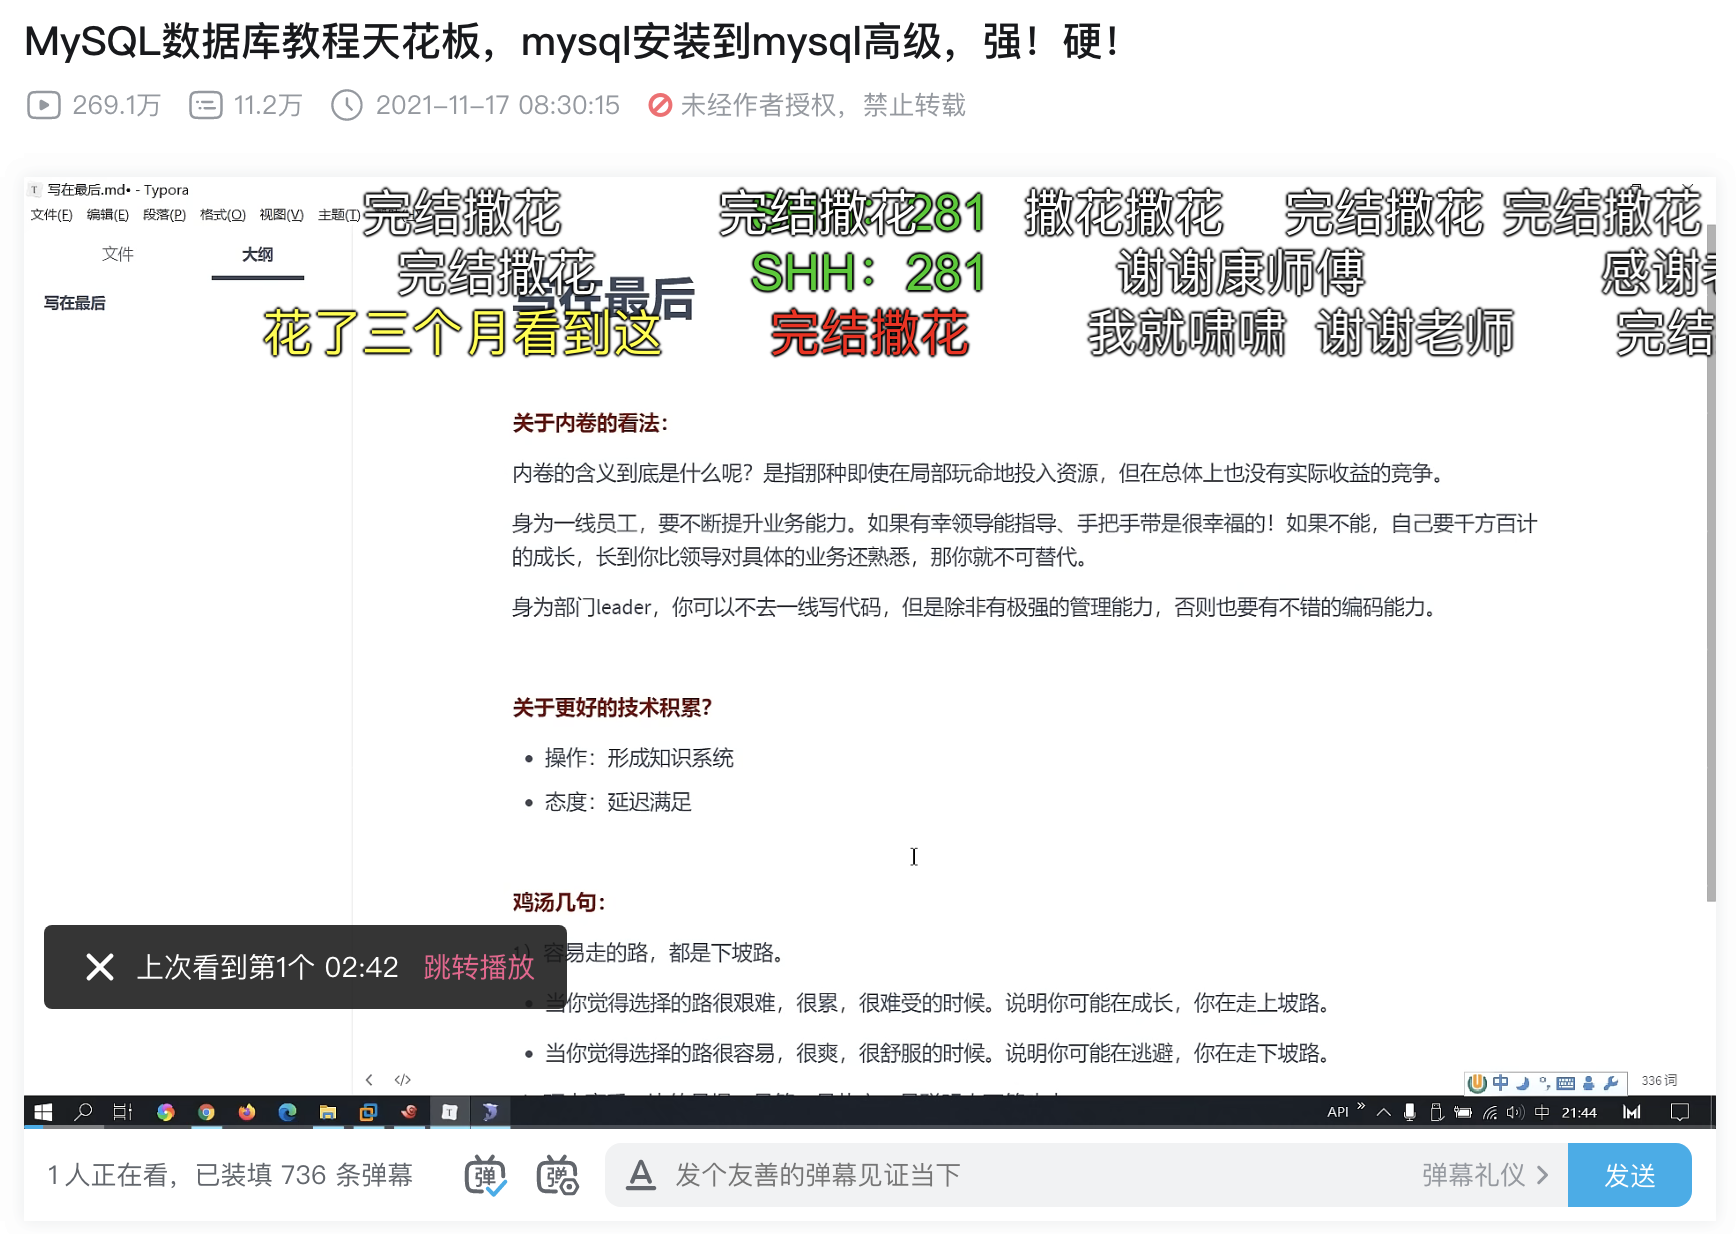 MySQL数据库教程天花板，mysql安装到mysql高级，强！硬！
269.1万 11.2万 2021-11-17 08:30:15 未经作者授权，禁止转载
写在最后.md• - Typora
文件(F) 编辑(E) 段落(P) 格式(O) 视图(V) 主题(T)
完结撒花 完结撒花 281 撒花撒花 完结撒花 完结撒花
文件 大纲
完结撒花 SHH：281 谢谢康师傅 感谢
写在最后
写在最后
花了三个月看到这 完结撒花 我就啸啸 谢谢老师 完结
关于内卷的看法：
内卷的含义到底是什么呢？是指那种即使在局部玩命地投入资源，但在总体上也没有实际收益的竞争。
身为一线员工，要不断提升业务能力。如果有幸领导能指导、手把手带是很幸福的！如果不能，自己要千方百计
的成长，长到你比领导对具体的业务还熟悉，那你就不可替代。
身为部门leader，你可以不去一线写代码，但是除非有极强的管理能力，否则也要有不错的编码能力。
关于更好的技术积累？
• 操作：形成知识系统
• 态度：延迟满足
鸡汤几句：
1）容易走的路，都是下坡路。
上次看到第1个 02:42 跳转播放
• 当你觉得选择的路很艰难，很累，很难受的时候。说明你可能在成长，你在走上坡路。
• 当你觉得选择的路很容易，很爽，很舒服的时候。说明你可能在逃避，你在走下坡路。
中 336词
API 中 21:44
1人正在看，已装填 736 条弹幕 弹 弹 A 发个友善的弹幕见证当下 弹幕礼仪 发送